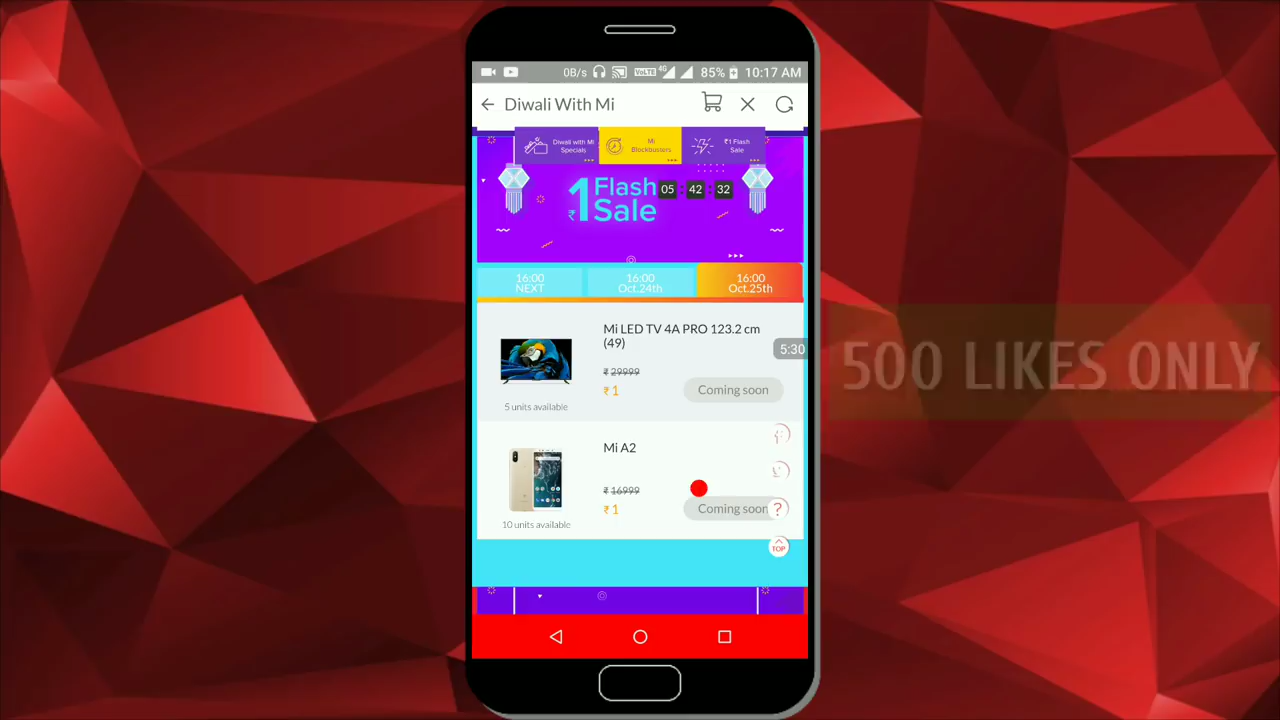 0B/s VoLTE 4G 85% 10:17 AM
Diwali With Mi
Diwali with Mi
Specials
Mi
Blockbusters
₹1 Flash
Sale
₹1 Flash
Sale
05 : 42 : 32
16:00
NEXT
16:00
Oct.24th
16:00
Oct.25th
Mi LED TV 4A PRO 123.2 cm
(49)
₹ 29999
₹ 1
Coming soon
5 units available
5:30
500 LIKES ONLY
Mi A2
₹ 16999
₹ 1
Coming soon
?
10 units available
TOP